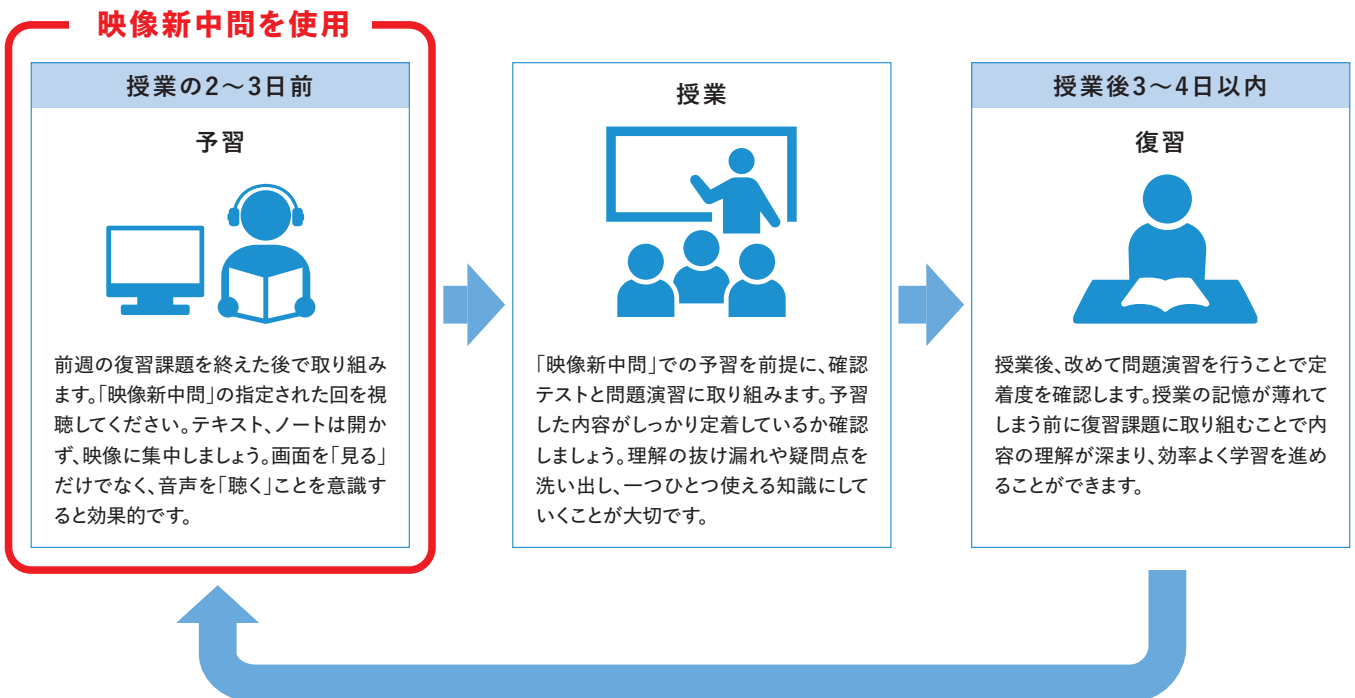 映像新中問を使用
授業の2～3日前
予習
前週の復習課題を終えた後で取り組み
ます。「映像新中問」の指定された回を視
聴してください。テキスト、ノートは開か
ず、映像に集中しましょう。画面を「見る」
だけでなく、音声を「聴く」ことを意識す
ると効果的です。
授業
「映像新中問」での予習を前提に、確認
テストと問題演習に取り組みます。予習
した内容がしっかり定着しているか確認
しましょう。理解の抜け漏れや疑問点を
洗い出し、一つひとつ使える知識にして
いくことが大切です。
授業後3～4日以内
復習
授業後、改めて問題演習を行うことで定
着度を確認します。授業の記憶が薄れて
しまう前に復習課題に取り組むことで内
容の理解が深まり、効率よく学習を進め
ることができます。